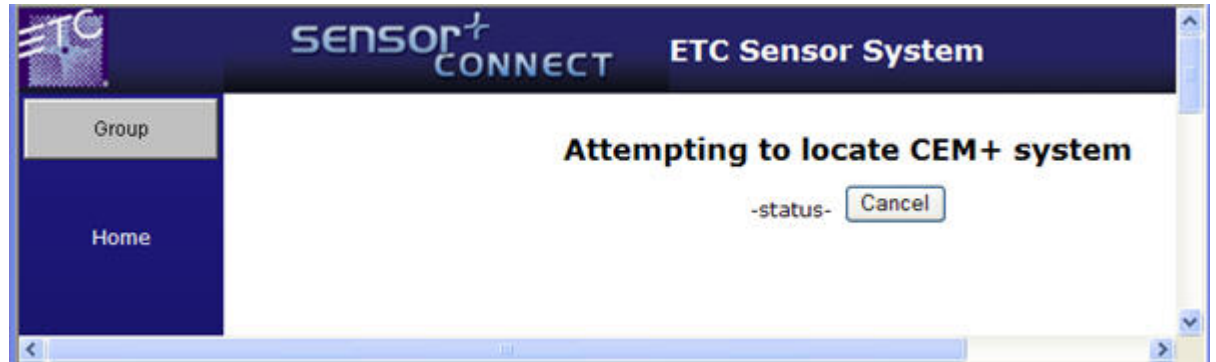 ETC
sensor+
CONNECT
ETC Sensor System
Group
Home
Attempting to locate CEM+ system
-status- Cancel